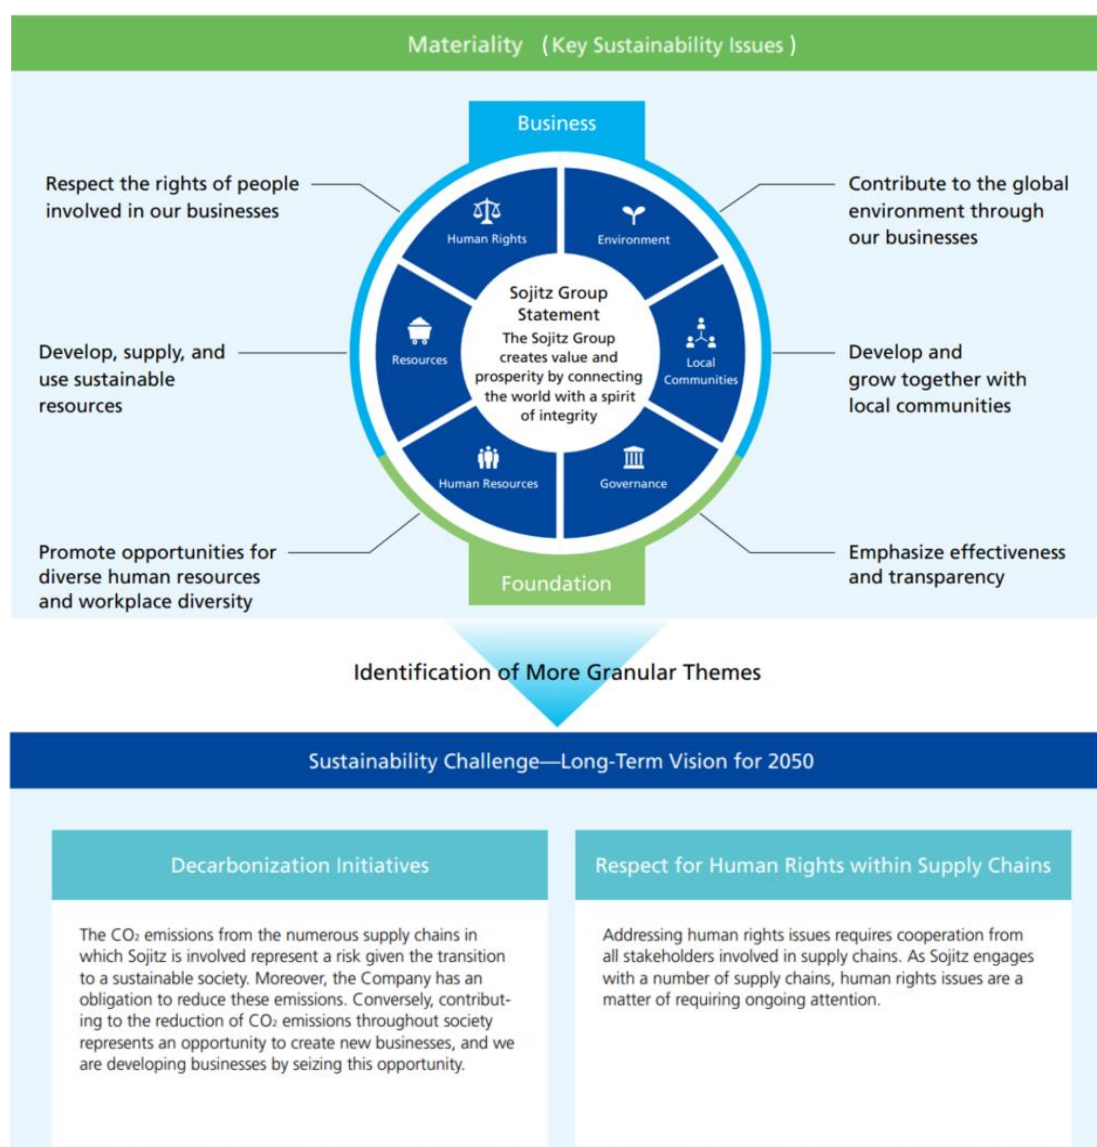 Materiality (Key Sustainability Issues)
Business
Respect the rights of people
involved in our businesses
Contribute to the global
environment through
our businesses
Human Rights
Environment
Sojitz Group
Statement
The Sojitz Group
creates value and
prosperity by connecting
the world with a spirit
of integrity
Develop, supply, and
use sustainable
resources
Resources
Local
Communities
Develop and
grow together with
local communities
Human Resources
Governance
Promote opportunities for
diverse human resources
and workplace diversity
Emphasize effectiveness
and transparency
Foundation
Identification of More Granular Themes
Sustainability Challenge—Long-Term Vision for 2050
Decarbonization Initiatives
The CO₂ emissions from the numerous supply chains in
which Sojitz is involved represent a risk given the transition
to a sustainable society. Moreover, the Company has an
obligation to reduce these emissions. Conversely, contribut-
ing to the reduction of CO₂ emissions throughout society
represents an opportunity to create new businesses, and we
are developing businesses by seizing this opportunity.
Respect for Human Rights within Supply Chains
Addressing human rights issues requires cooperation from
all stakeholders involved in supply chains. As Sojitz engages
with a number of supply chains, human rights issues are a
matter of requiring ongoing attention.